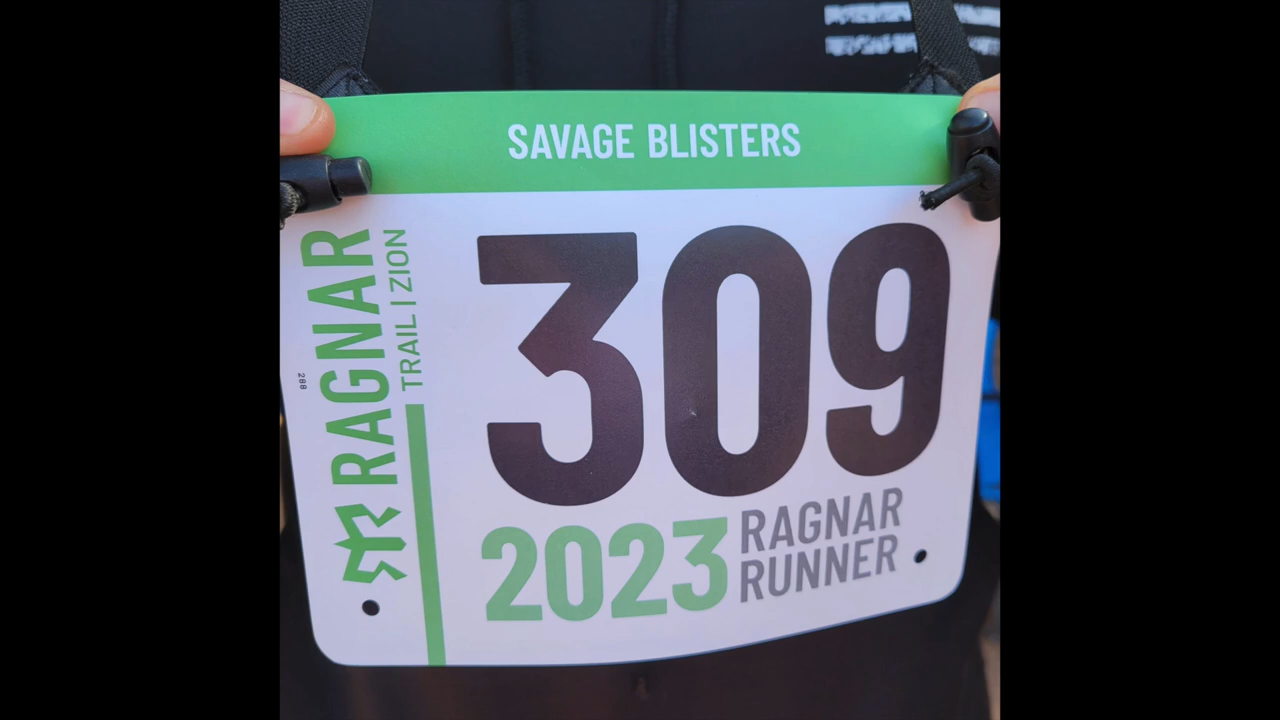 SAVAGE BLISTERS
RAGNAR
TRAIL | ZION
288
309
2023
RAGNAR
RUNNER